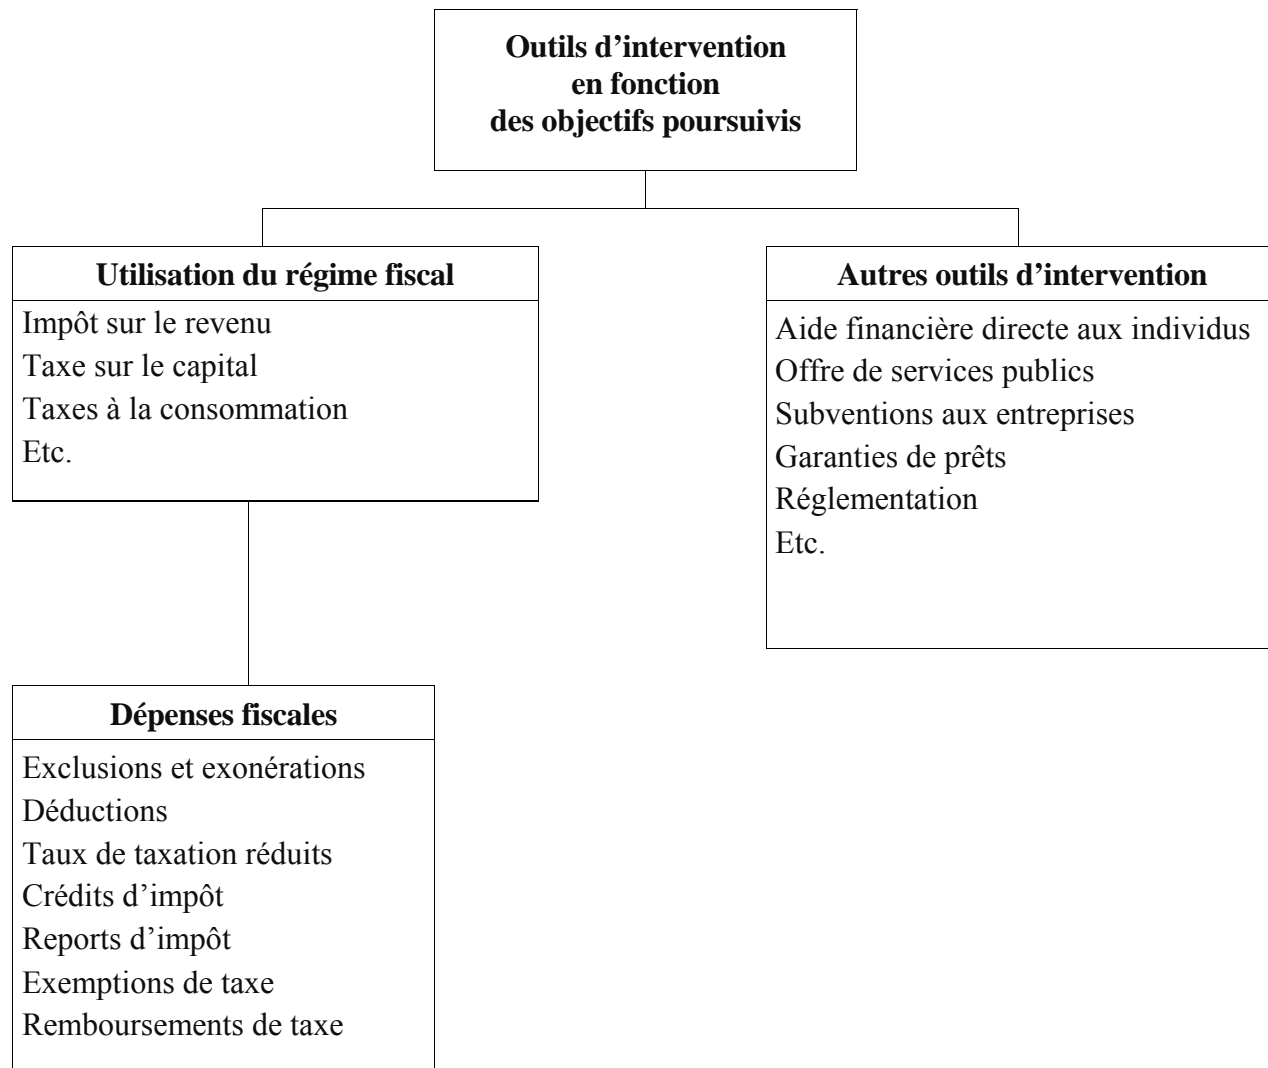 Outils d’intervention
en fonction
des objectifs poursuivis
Utilisation du régime fiscal
Impôt sur le revenu
Taxe sur le capital
Taxes à la consommation
Etc.
Autres outils d’intervention
Aide financière directe aux individus
Offre de services publics
Subventions aux entreprises
Garanties de prêts
Réglementation
Etc.
Dépenses fiscales
Exclusions et exonérations
Déductions
Taux de taxation réduits
Crédits d’impôt
Reports d’impôt
Exemptions de taxe
Remboursements de taxe